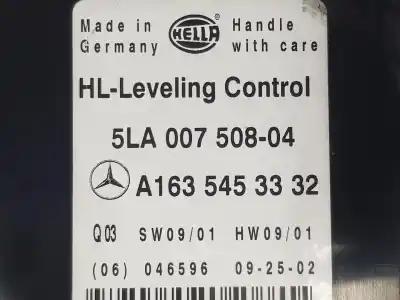 Made in HELLA Handle
Germany with care
HL-Leveling Control
5LA 007 508-04
A163 545 33 32
Q03 SW09/01 HW09/01
(06) 046596 09-25-02